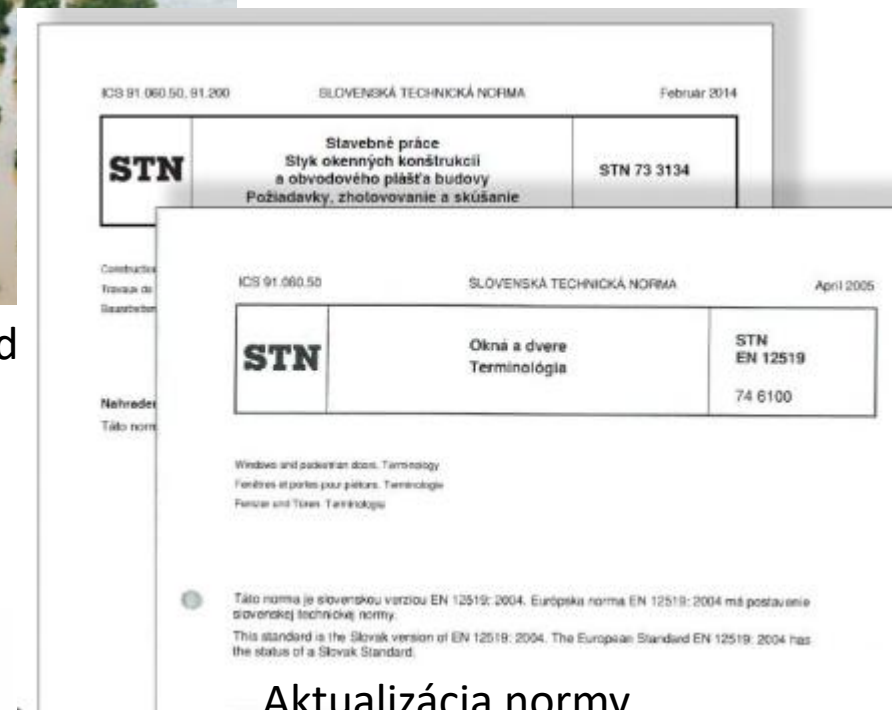 ICS 91.060.50, 91.200 SLOVENSKÁ TECHNICKÁ NORMA Február 2014
STN
Stavebné práce
Styk okenných konštrukcií
a obvodového plášťa budovy
Požiadavky, zhotovovanie a skúšanie
STN 73 3134
Travaux de
d
Táto norm
ICS 91.060.50 SLOVENSKÁ TECHNICKÁ NORMA Apríl 2005
STN
Okná a dvere
Terminológia
STN
EN 12519
74 6100
Windows and pedestrian doors. Terminology
Fenêtres et portes pour piétons. Terminologie
Fenster und Türen. Terminologie
Táto norma je slovenskou verziou EN 12519: 2004. Európska norma EN 12519: 2004 má postavenie
slovenskej technickej normy.
This standard is the Slovak version of EN 12519: 2004. The European Standard EN 12519: 2004 has
the status of a Slovak Standard.
Aktualizácia normy